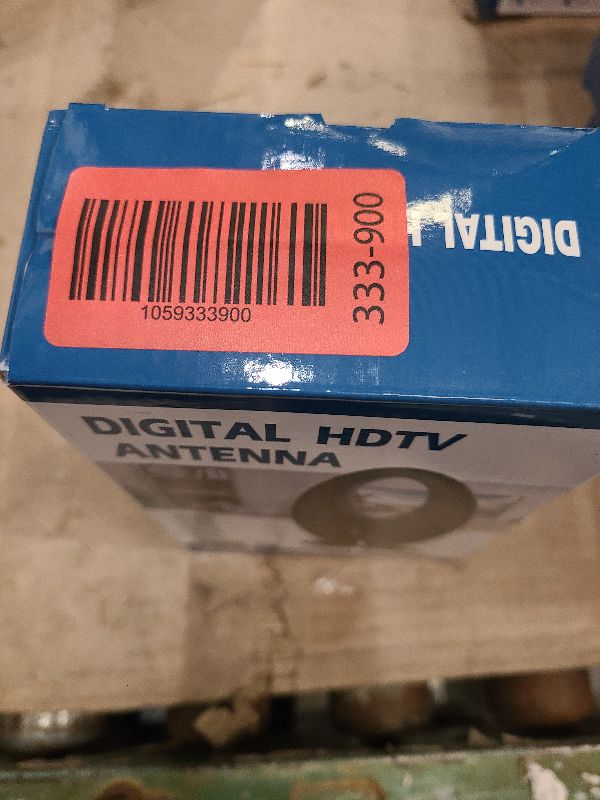 1059333900
333-900
DIGITAL
DIGITAL HDTV
ANTENNA